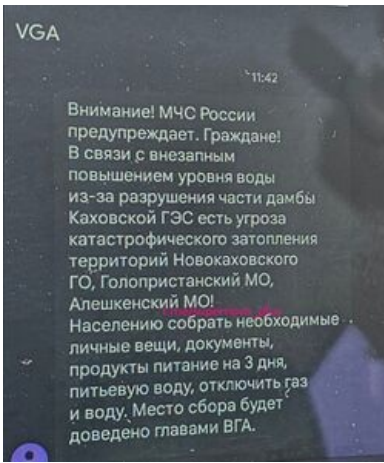 VGA
11:42
Внимание! МЧС России
предупреждает. Граждане!
В связи с внезапным
повышением уровня воды
из-за разрушения части дамбы
Каховской ГЭС есть угроза
катастрофического затопления
территорий Новокаховского
ГО, Голопристанский МО,
Алешкенский МО!
Населению собрать необходимые
личные вещи, документы,
продукты питание на 3 дня,
питьевую воду, отключить газ
и воду. Место сбора будет
доведено главами ВГА.